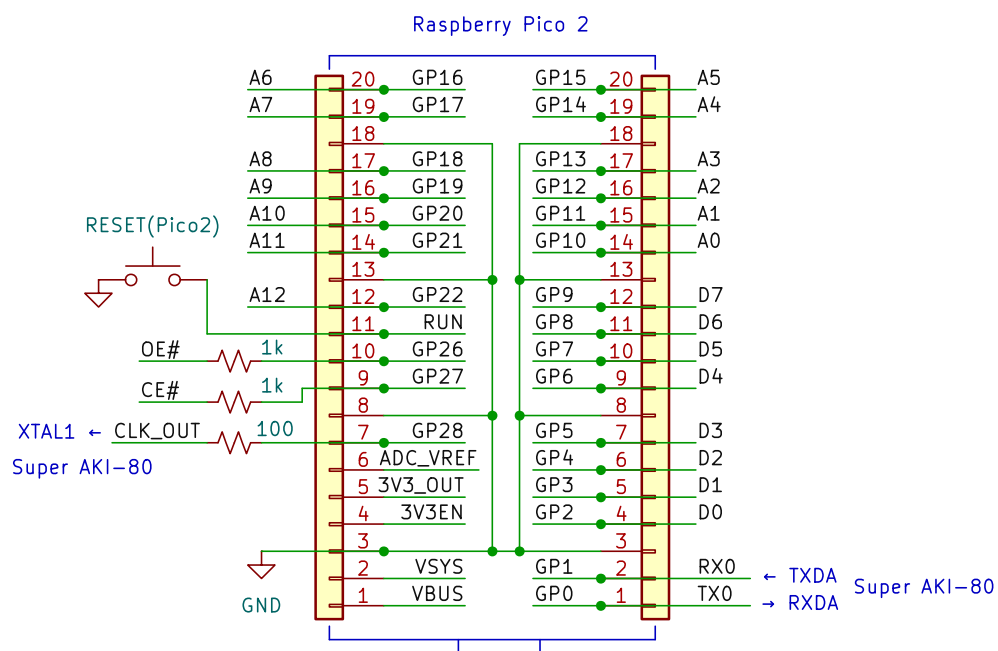 Raspberry Pico 2
A6 20 GP16 GP15 20 A5
A7 19 GP17 GP14 19 A4
18 18
A8 17 GP18 GP13 17 A3
A9 16 GP19 GP12 16 A2
A10 15 GP20 GP11 15 A1
RESET(Pico2)
A11 14 GP21 GP10 14 A0
13 13
A12 12 GP22 GP9 12 D7
11 RUN GP8 11 D6
OE# 1k 10 GP26 GP7 10 D5
CE# 1k 9 GP27 GP6 9 D4
8 8
XTAL1 ← CLK_OUT 100 7 GP28 GP5 7 D3
Super AKI-80
6 ADC_VREF GP4 6 D2
5 3V3_OUT GP3 5 D1
4 3V3EN GP2 4 D0
3 3
2 VSYS GP1 2 RX0 ← TXDA
Super AKI-80
GND
1 VBUS GP0 1 TX0 → RXDA